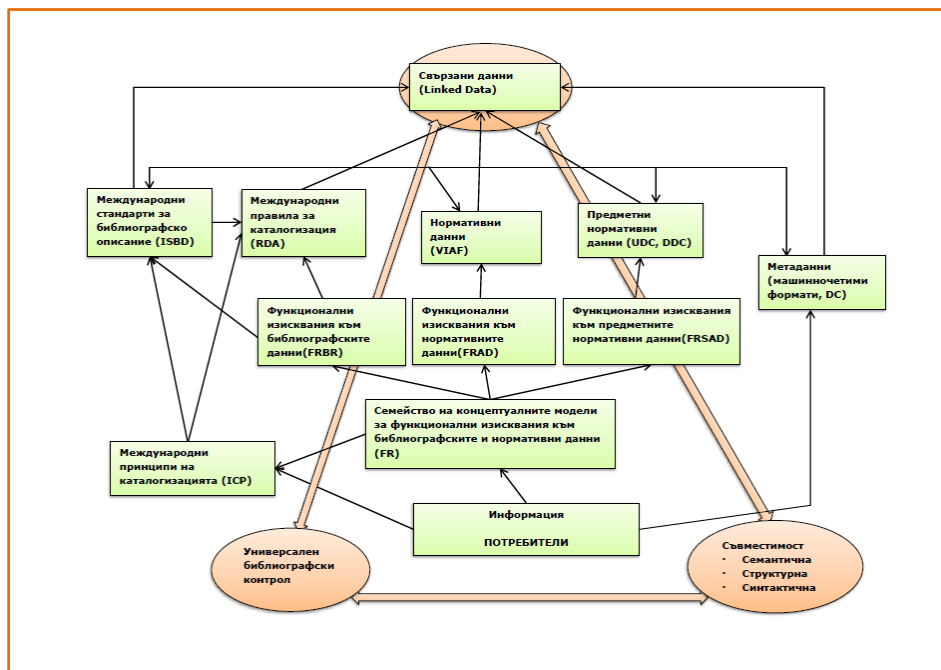 Свързани данни
(Linked Data)
Международни
стандарти за
библиографско
описание (ISBD)
Международни
правила за
каталогизация
(RDA)
Нормативни
данни
(VIAF)
Предметни
нормативни
данни (UDC, DDC)
Метаданни
(машинночетими
формати, DC)
Функционални
изисквания към
библиографските
данни(FRBR)
Функционални
изисквания към
нормативните
данни(FRAD)
Функционални изисквания
към предметните
нормативни данни(FRSAD)
Семейство на концептуалните модели
за функционални изисквания към
библиографските и нормативни данни
(FR)
Международни
принципи на
каталогизацията (ICP)
Информация
ПОТРЕБИТЕЛИ
Универсален
библиографски
контрол
Съвместимост
- Семантична
- Структурна
- Синтактична